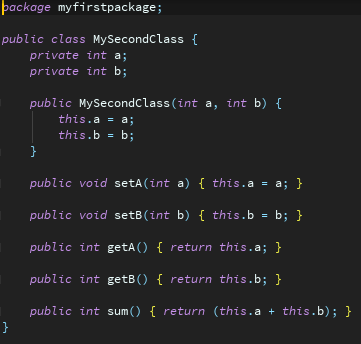 package myfirstpackage;
public class MySecondClass {
private int a;
private int b;
public MySecondClass(int a, int b) {
this.a = a;
this.b = b;
}
public void setA(int a) { this.a = a; }
public void setB(int b) { this.b = b; }
public int getA() { return this.a; }
public int getB() { return this.b; }
public int sum() { return (this.a + this.b); }
}